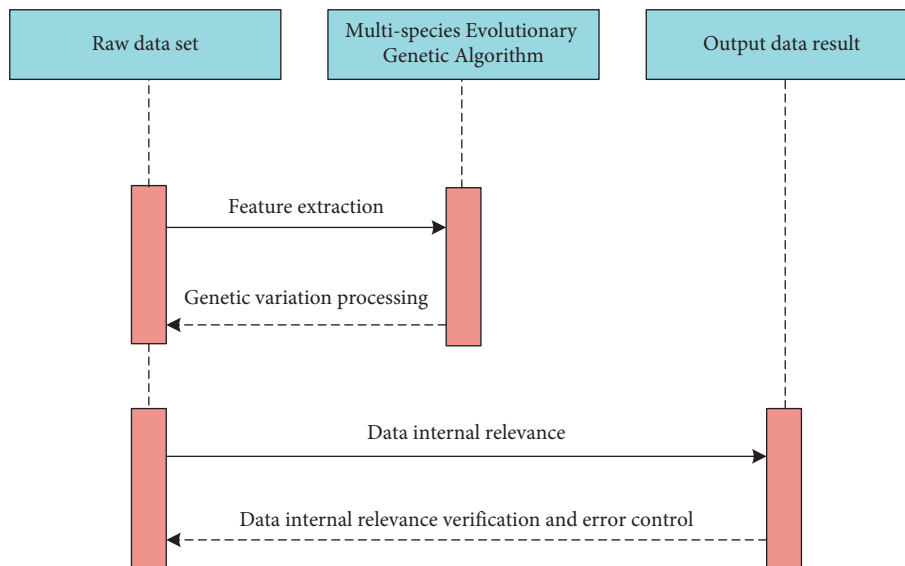 Raw data set
Multi-species Evolutionary
Genetic Algorithm
Output data result
Feature extraction
Genetic variation processing
Data internal relevance
Data internal relevance verification and error control